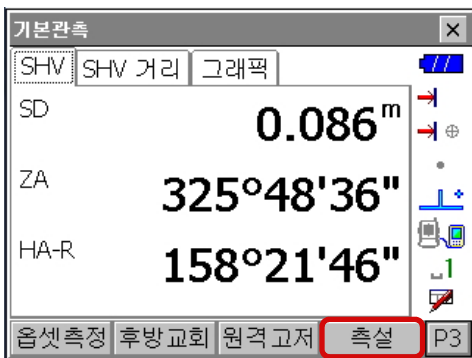 기본관측
SHV SHV 거리 그래픽
SD 0.086m
ZA 325°48'36"
HA-R 158°21'46"
1
옵셋측정 후방교회 원격고저 측설 P3